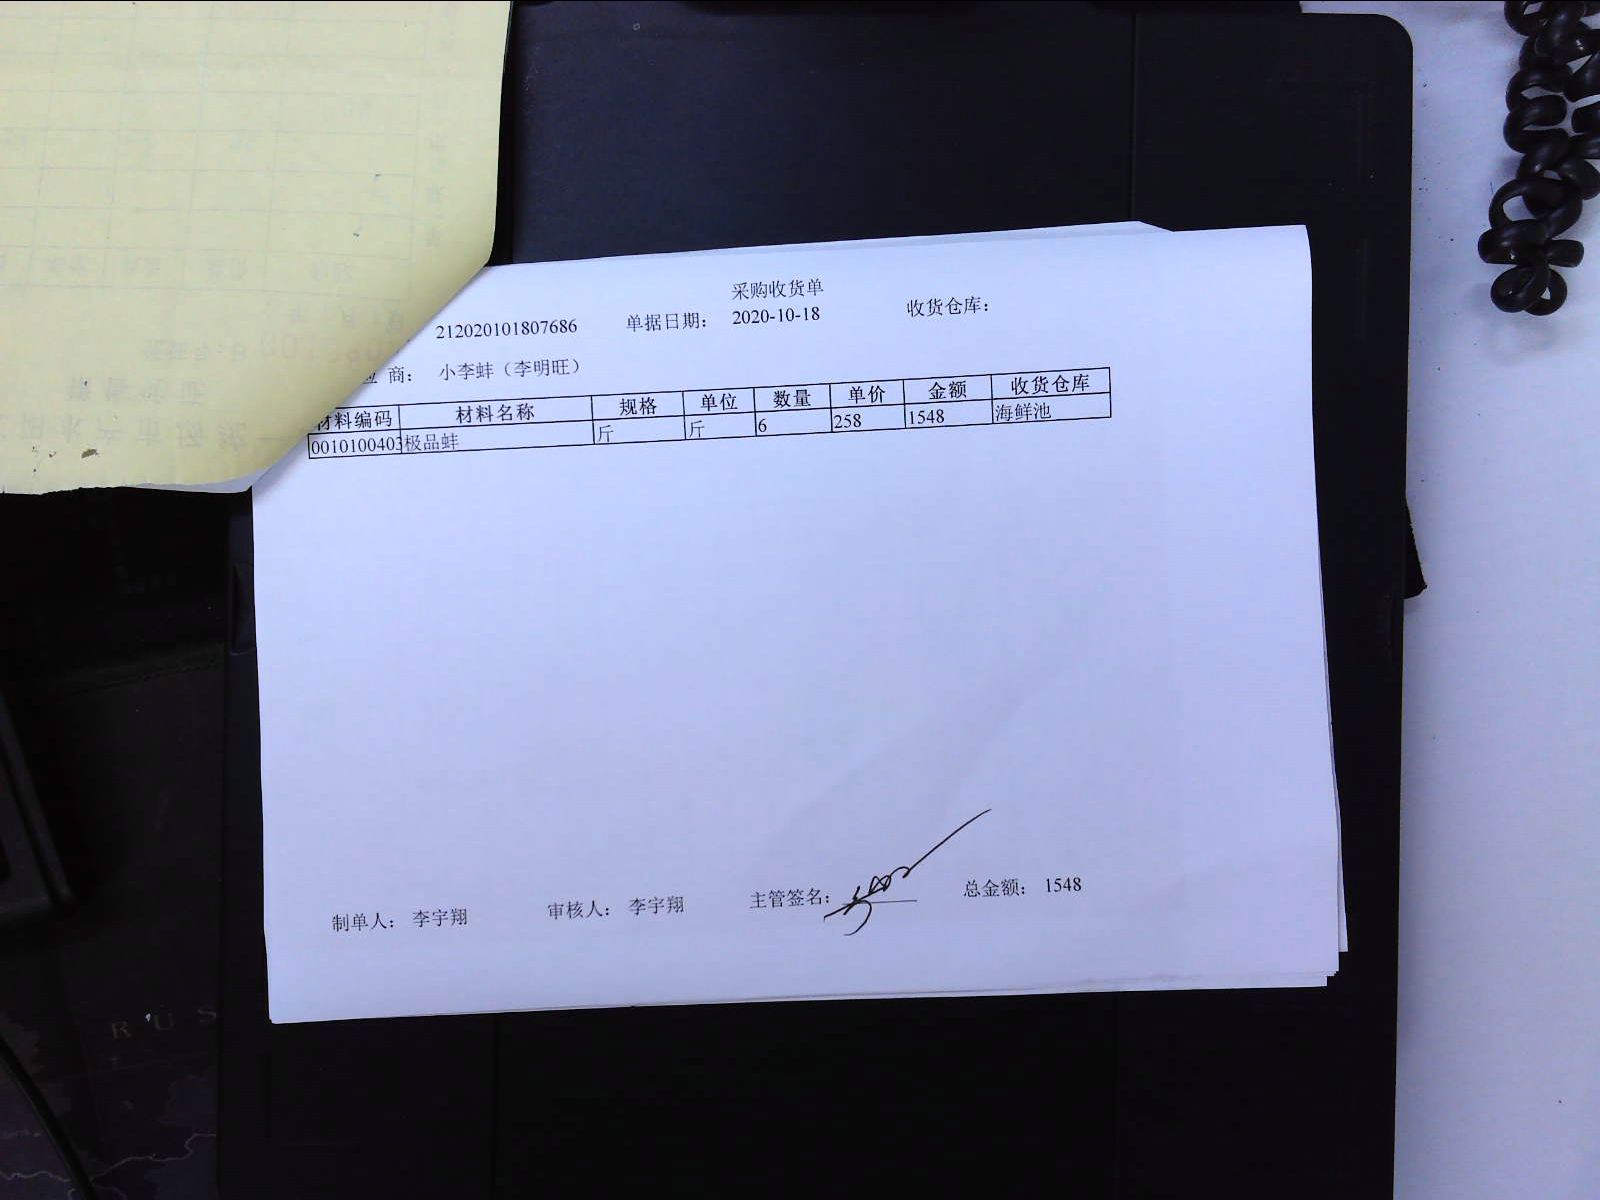 采购收货单
212020101807686 单据日期： 2020-10-18 收货仓库：
应 商： 小李蚌（李明旺）
材料编码 材料名称 规格 单位 数量 单价 金额 收货仓库
0010100403 极品蚌 斤 斤 6 258 1548 海鲜池
制单人： 李宇翔 审核人： 李宇翔 主管签名： 总金额： 1548
R U S